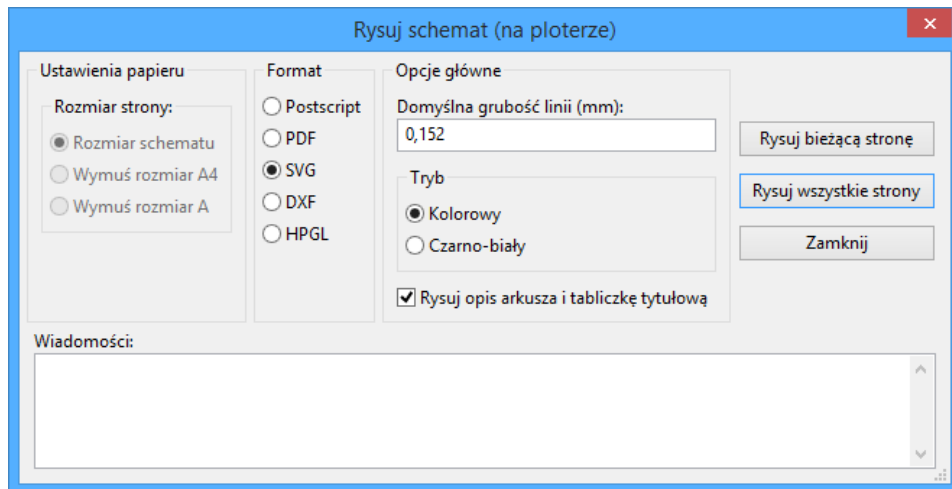 Rysuj schemat (na ploterze)
Ustawienia papieru
Rozmiar strony:
Rozmiar schematu
Wymuś rozmiar A4
Wymuś rozmiar A
Format
Postscript
PDF
SVG
DXF
HPGL
Opcje główne
Domyślna grubość linii (mm):
0,152
Tryb
Kolorowy
Czarno-biały
Rysuj opis arkusza i tabliczkę tytułową
Rysuj bieżącą stronę
Rysuj wszystkie strony
Zamknij
Wiadomości: